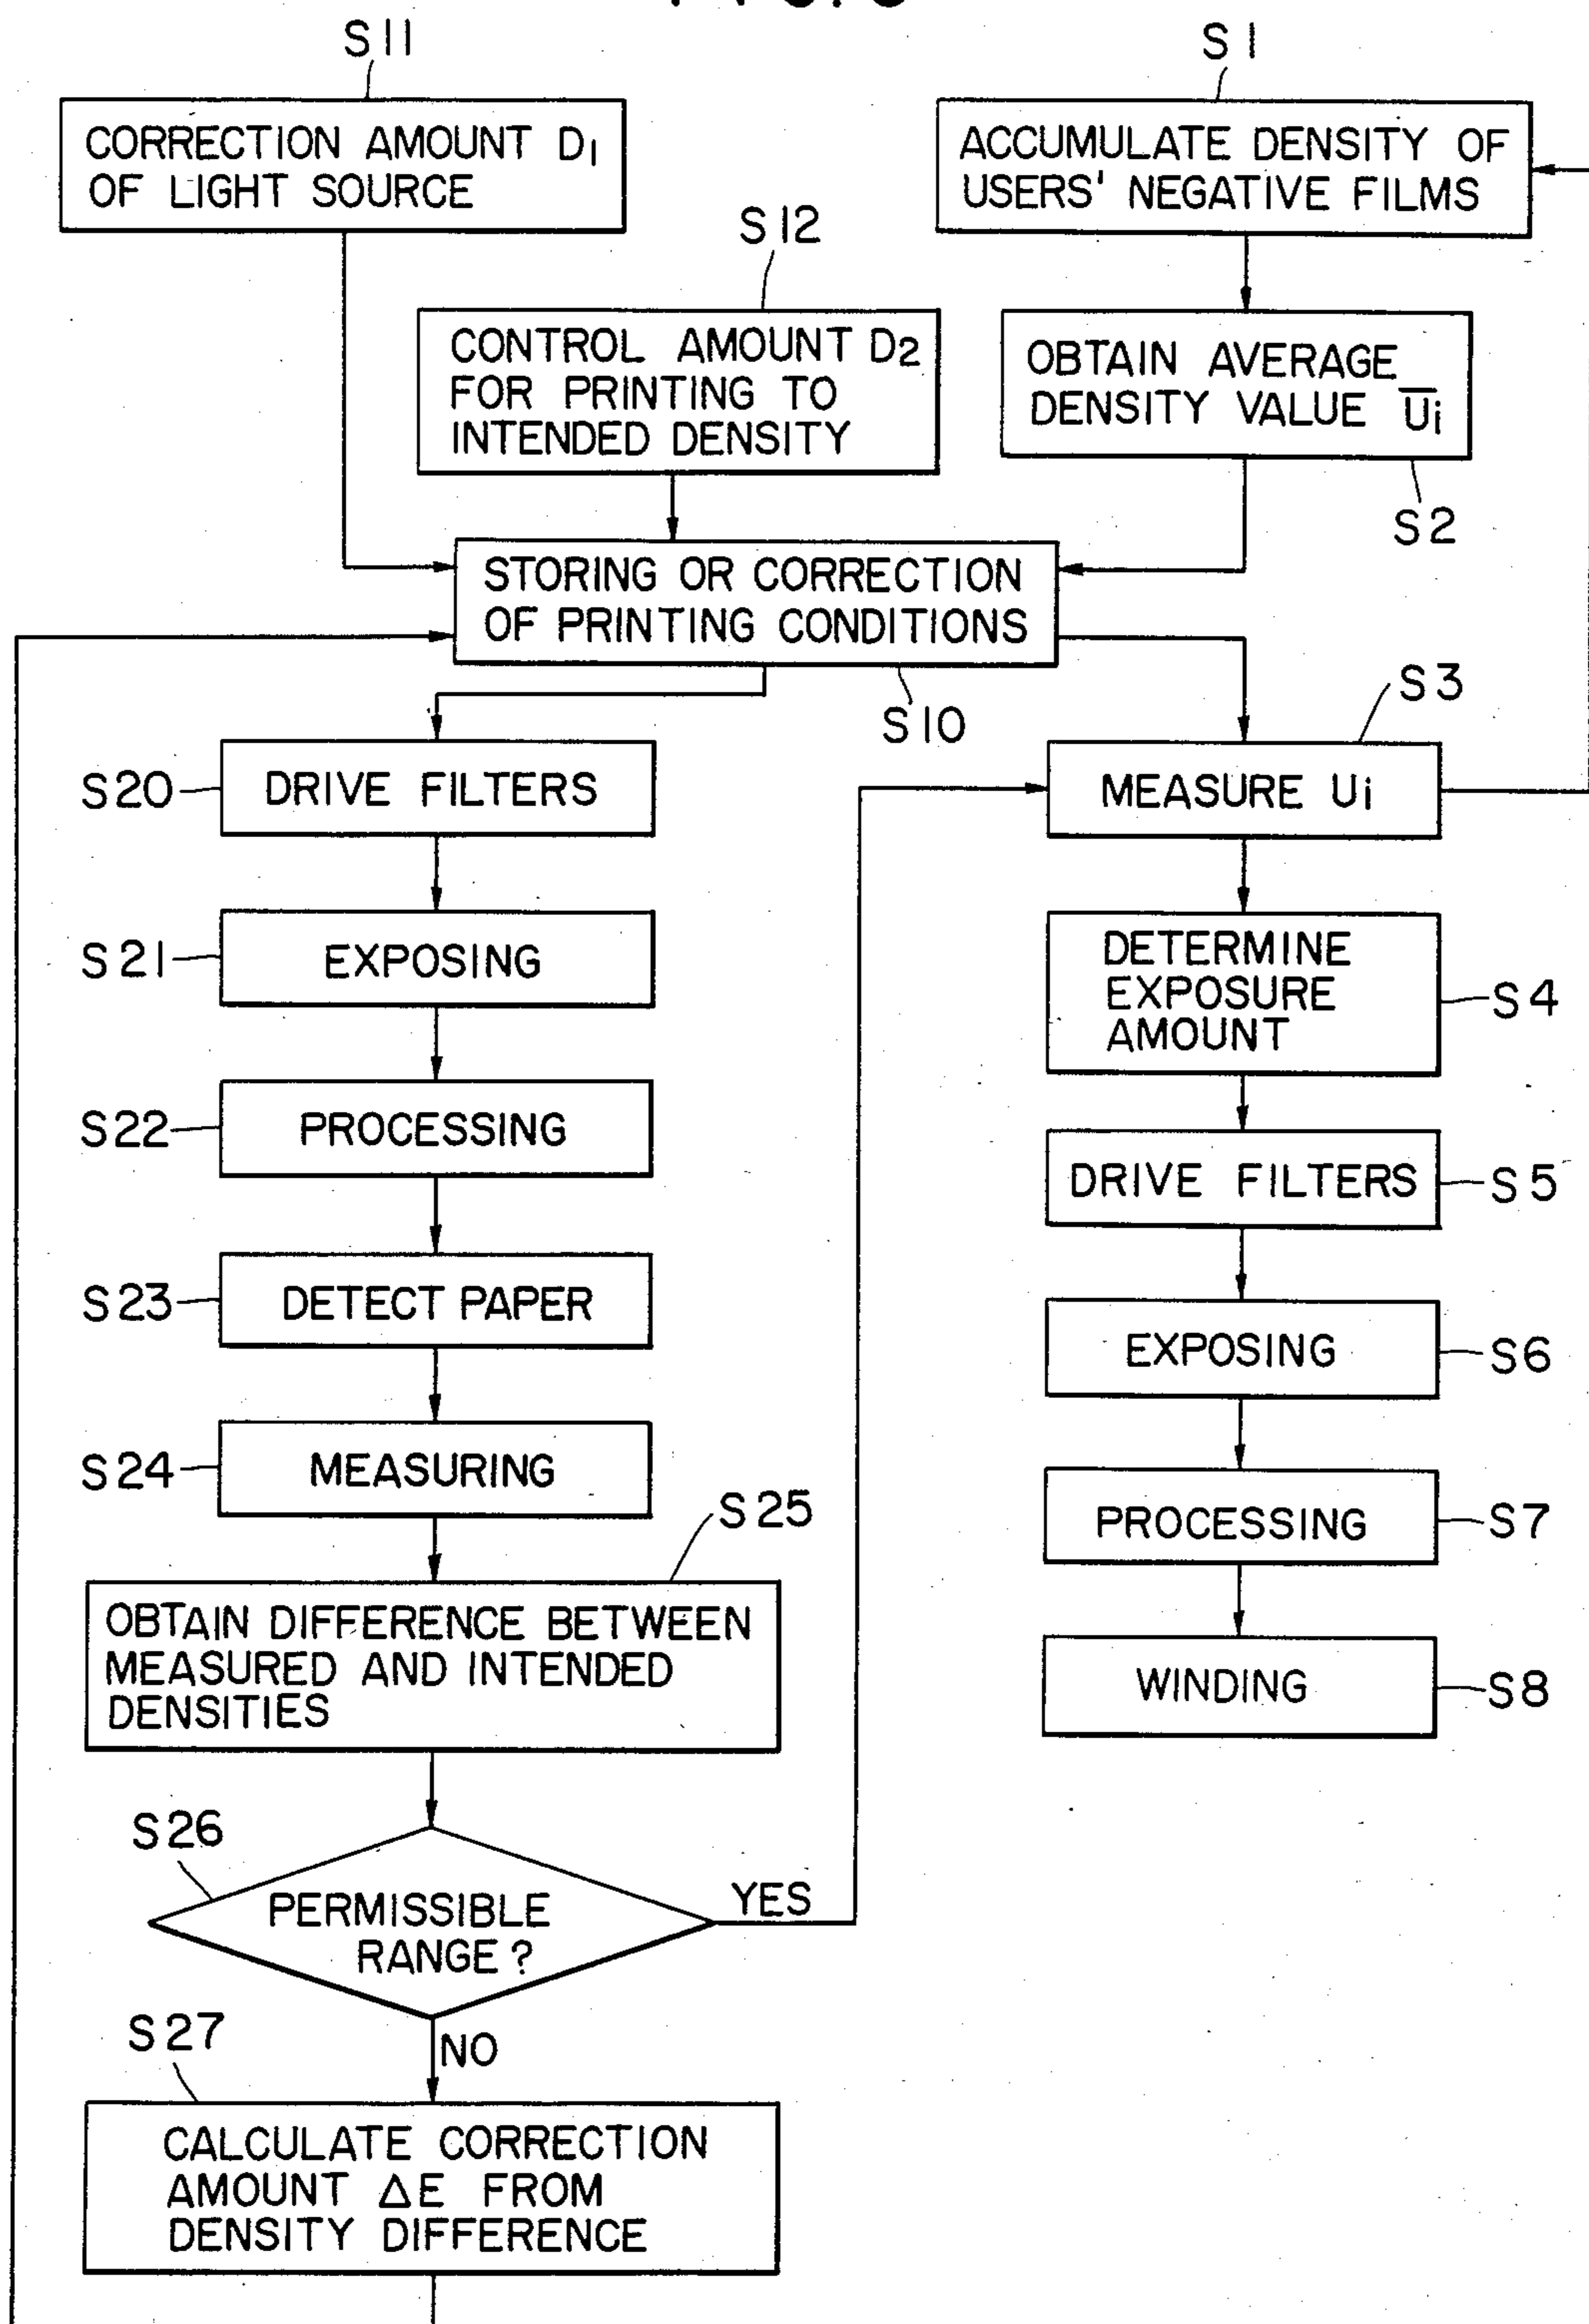 S11
CORRECTION AMOUNT D1
OF LIGHT SOURCE
S1
ACCUMULATE DENSITY OF
USERS' NEGATIVE FILMS
S12
CONTROL AMOUNT D2
FOR PRINTING TO
INTENDED DENSITY
OBTAIN AVERAGE
DENSITY VALUE U̅i
S2
STORING OR CORRECTION
OF PRINTING CONDITIONS
S10
S3
S20
DRIVE FILTERS
MEASURE Ui
S21
EXPOSING
DETERMINE
EXPOSURE
AMOUNT
S4
S22
PROCESSING
DRIVE FILTERS
S5
S23
DETECT PAPER
EXPOSING
S6
S24
MEASURING
S25
PROCESSING
S7
OBTAIN DIFFERENCE BETWEEN
MEASURED AND INTENDED
DENSITIES
WINDING
S8
S26
PERMISSIBLE
RANGE?
YES
S27
NO
CALCULATE CORRECTION
AMOUNT ΔE FROM
DENSITY DIFFERENCE